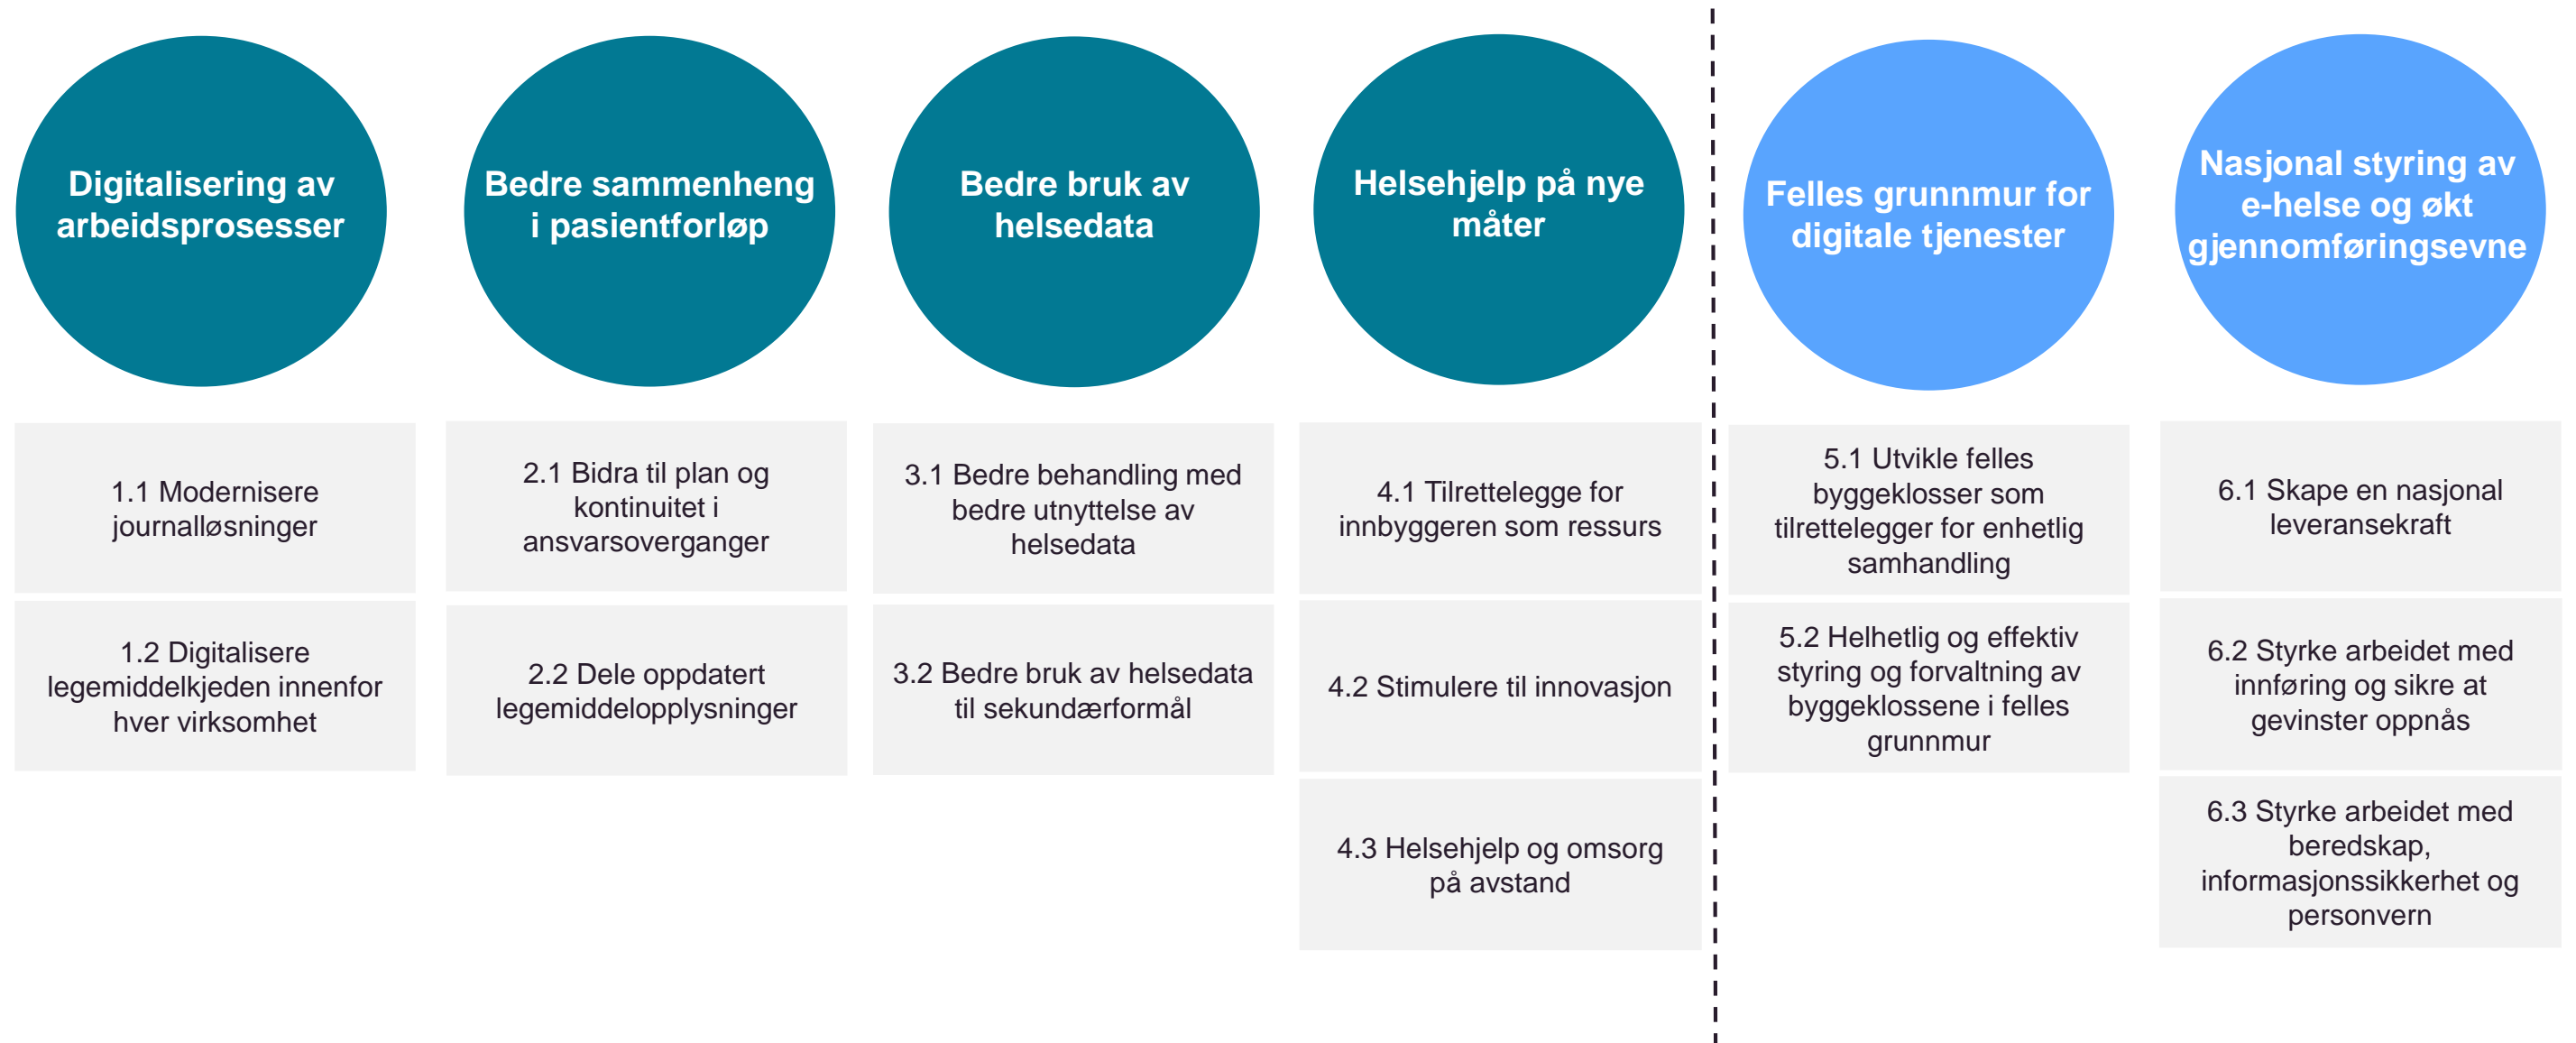 Digitalisering av
arbeidsprosesser
Bedre sammenheng
i pasientforløp
Bedre bruk av
helsedata
Helsehjelp på nye
måter
Felles grunnmur for
digitale tjenester
Nasjonal styring av
e-helse og økt
gjennomføringsevne
1.1 Modernisere
journalløsninger
1.2 Digitalisere
legemiddelkjeden innenfor
hver virksomhet
2.1 Bidra til plan og
kontinuitet i
ansvarsoverganger
2.2 Dele oppdatert
legemiddelopplysninger
3.1 Bedre behandling med
bedre utnyttelse av
helsedata
3.2 Bedre bruk av helsedata
til sekundærformål
4.1 Tilrettelegge for
innbyggeren som ressurs
4.2 Stimulere til innovasjon
4.3 Helsehjelp og omsorg
på avstand
5.1 Utvikle felles
byggeklosser som
tilrettelegger for enhetlig
samhandling
5.2 Helhetlig og effektiv
styring og forvaltning av
byggeklossene i felles
grunnmur
6.1 Skape en nasjonal
leveransekraft
6.2 Styrke arbeidet med
innføring og sikre at
gevinster oppnås
6.3 Styrke arbeidet med
beredskap,
informasjonssikkerhet og
personvern